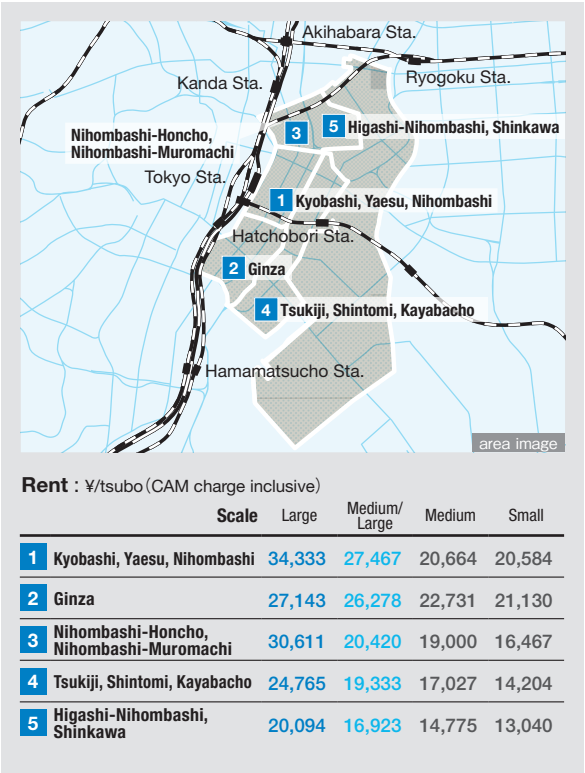 Akihabara Sta.
Kanda Sta.
Ryogoku Sta.
Nihombashi-Honcho,
Nihombashi-Muromachi
3
5 Higashi-Nihombashi, Shinkawa
Tokyo Sta.
1 Kyobashi, Yaesu, Nihombashi
Hatchobori Sta.
2 Ginza
4 Tsukiji, Shintomi, Kayabacho
Hamamatsucho Sta.
area image
Rent : ¥/tsubo (CAM charge inclusive)
Scale Large Medium/
Large Medium Small
1 Kyobashi, Yaesu, Nihombashi 34,333 27,467 20,664 20,584
2 Ginza 27,143 26,278 22,731 21,130
3 Nihombashi-Honcho,
Nihombashi-Muromachi 30,611 20,420 19,000 16,467
4 Tsukiji, Shintomi, Kayabacho 24,765 19,333 17,027 14,204
5 Higashi-Nihombashi,
Shinkawa 20,094 16,923 14,775 13,040